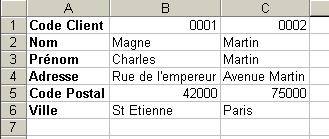 A B C
1 Code Client 0001 0002
2 Nom Magne Martin
3 Prénom Charles Martin
4 Adresse Rue de l'empereur Avenue Martin
5 Code Postal 42000 75000
6 Ville St Etienne Paris
7